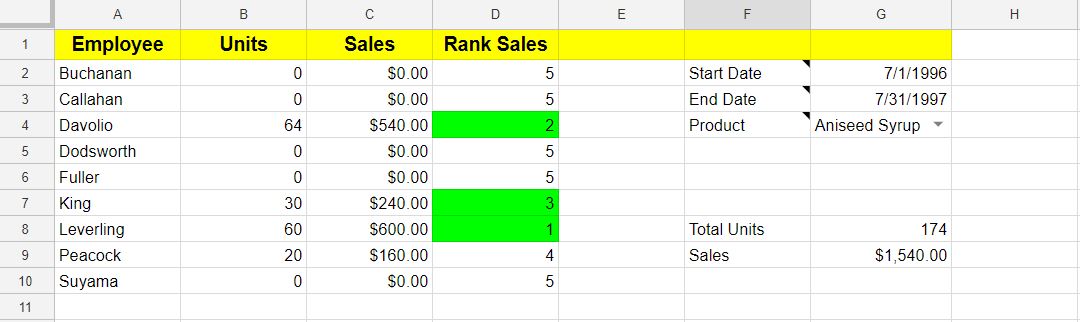 A B C D E F G H
1 Employee Units Sales Rank Sales
2 Buchanan 0 $0.00 5 Start Date 7/1/1996
3 Callahan 0 $0.00 5 End Date 7/31/1997
4 Davolio 64 $540.00 2 Product Aniseed Syrup
5 Dodsworth 0 $0.00 5
6 Fuller 0 $0.00 5
7 King 30 $240.00 3
8 Leverling 60 $600.00 1 Total Units 174
9 Peacock 20 $160.00 4 Sales $1,540.00
10 Suyama 0 $0.00 5
11